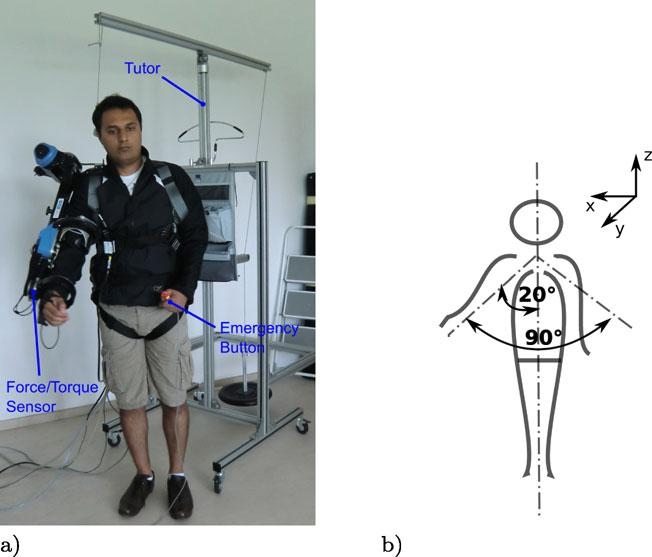 Tutor
Emergency
Button
Force/Torque
Sensor
z
x
y
20°
90°
a)
b)